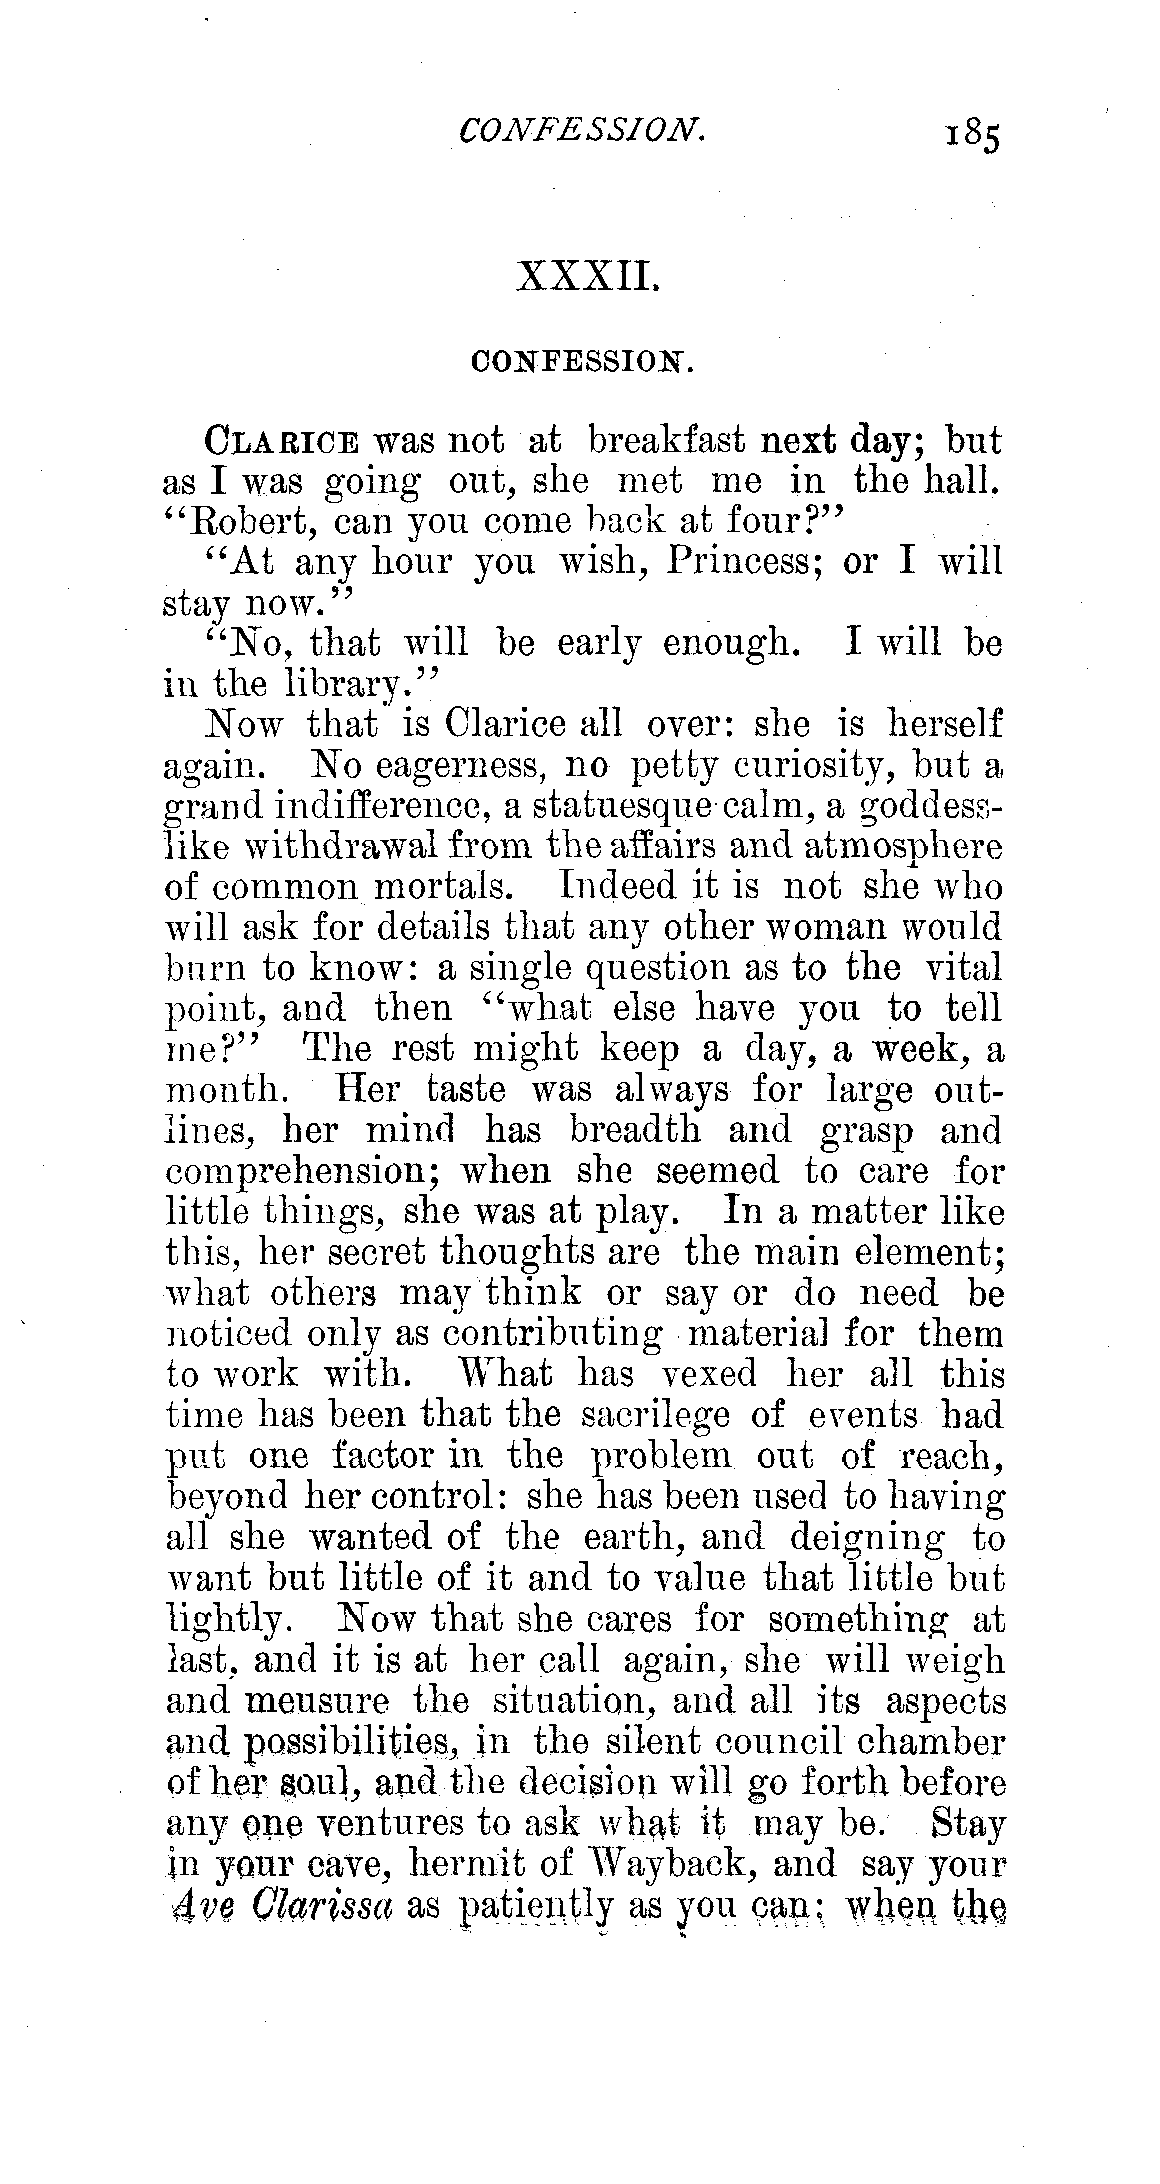 CONFESSION. 185
XXXII.
CONFESSION.
CLARICE was not at breakfast next day; but
as I was going out, she met me in the hall.
"Robert, can you come back at four?"
"At any hour you wish, Princess; or I will
stay now."
"No, that will be early enough. I will be
in the library."
Now that is Clarice all over: she is herself
again. No eagerness, no petty curiosity, but a
grand indifference, a statuesque calm, a goddess-
like withdrawal from the affairs and atmosphere
of common mortals. Indeed it is not she who
will ask for details that any other woman would
burn to know: a single question as to the vital
point, and then "what else have you to tell
me?" The rest might keep a day, a week, a
month. Her taste was always for large out-
lines, her mind has breadth and grasp and
comprehension; when she seemed to care for
little things, she was at play. In a matter like
this, her secret thoughts are the main element;
what others may think or say or do need be
noticed only as contributing material for them
to work with. What has vexed her all this
time has been that the sacrilege of events had
put one factor in the problem out of reach,
beyond her control: she has been used to having
all she wanted of the earth, and deigning to
want but little of it and to value that little but
lightly. Now that she cares for something at
last, and it is at her call again, she will weigh
and meusure the situation, and all its aspects
and possibilities, in the silent council chamber
of her soul, and the decision will go forth before
any one ventures to ask what it may be. Stay
in your cave, hermit of Wayback, and say your
Ave Clarissa as patiently as you can; when the